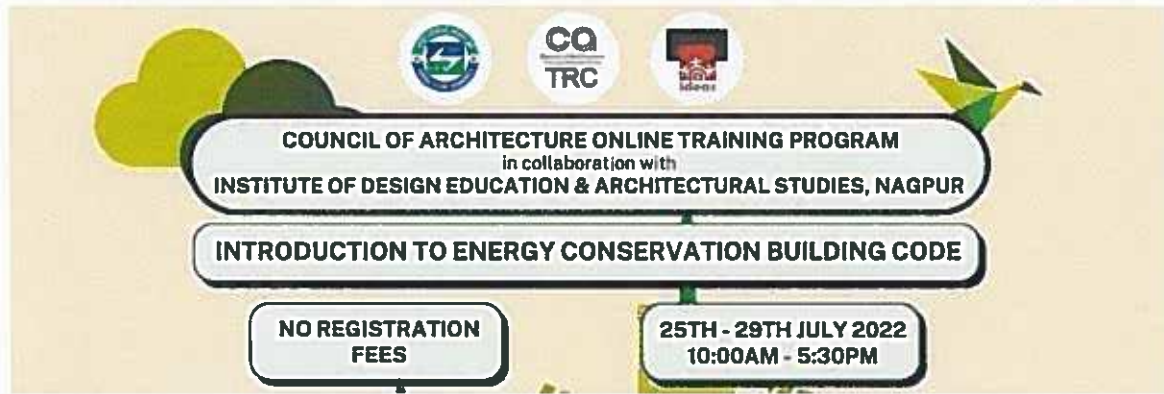 COA
TRC
ideas
COUNCIL OF ARCHITECTURE ONLINE TRAINING PROGRAM
in collaboration with
INSTITUTE OF DESIGN EDUCATION & ARCHITECTURAL STUDIES, NAGPUR
INTRODUCTION TO ENERGY CONSERVATION BUILDING CODE
NO REGISTRATION
FEES
25TH - 29TH JULY 2022
10:00AM - 5:30PM